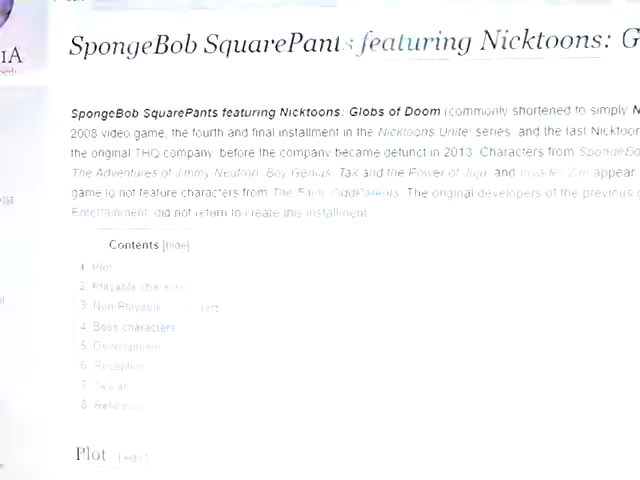 IA
SpongeBob SquarePants featuring Nicktoons: G
SpongeBob SquarePants featuring Nicktoons: Globs of Doom (commonly shortened to simply N
2008 video game, the fourth and final installment in the Nicktoons Unite! series, and the last Nicktoon
the original THQ company, before the company became defunct in 2013. Characters from SpongeBo
The Adventures of Jimmy Neutron: Boy Genius, Tak and the Power of Juju, and Invader Zim appear
game to not feature characters from The Fairly OddParents. The original developers of the previous g
Entertainment, did not return to create this installment.
Contents [hide]
1 Plot
2 Playable characters
3 Non-Playable
4 Boss characters
5 Development
6 Reception
7
8 References
Plot [edit]